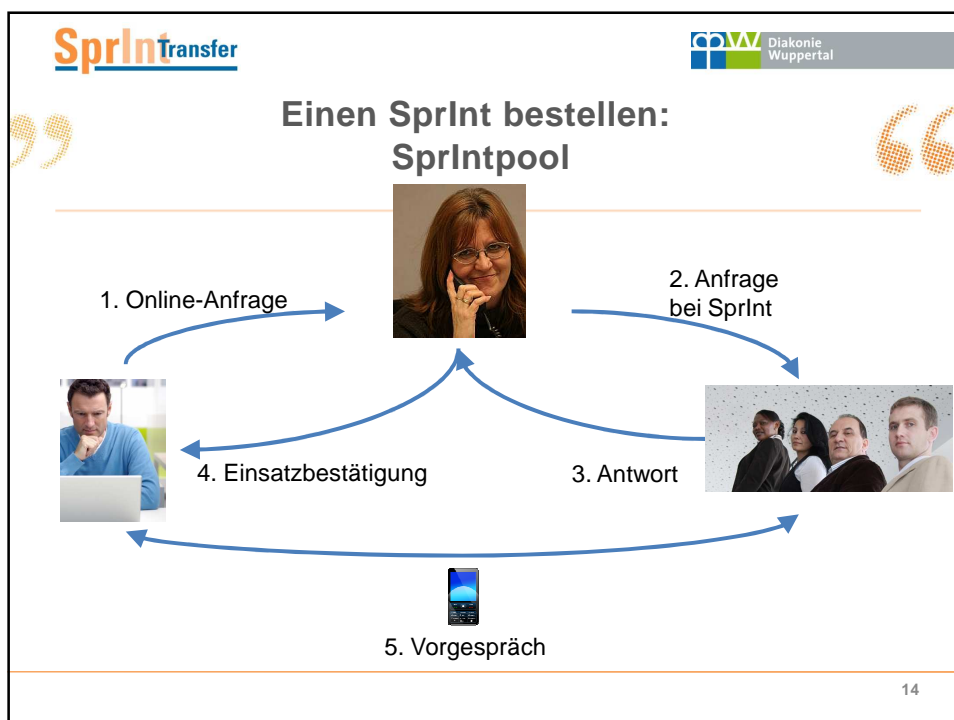 SprInt Transfer
Diakonie
Wuppertal
Einen SprInt bestellen:
SprIntpool
1. Online-Anfrage
2. Anfrage
bei SprInt
4. Einsatzbestätigung
3. Antwort
5. Vorgespräch
14